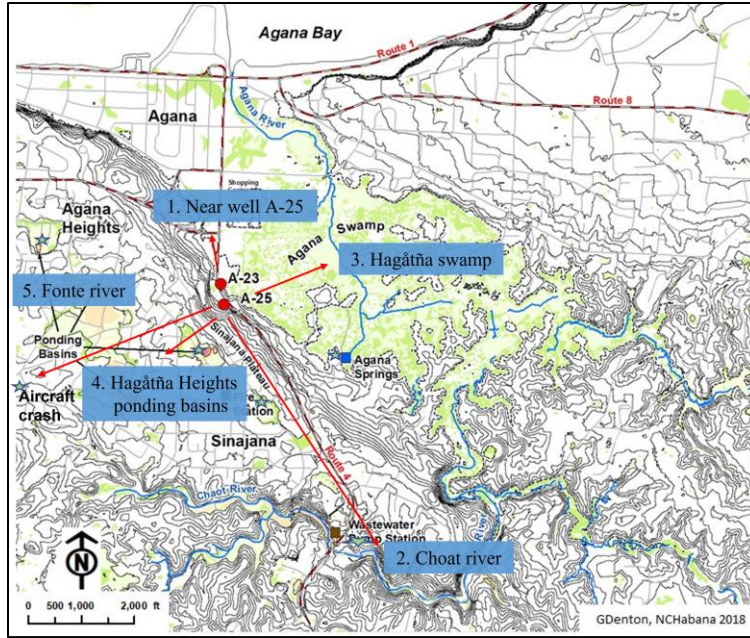 Agana Bay
Route 1
Route 8
Agana River
Agana
Shopping
1. Near well A-25
Agana
Heights
Agana Swamp
3. Hagåtña swamp
A-23
A-25
5. Fonte river
Ponding
Basins
Sinajana Plateau
Agana
Springs
4. Hagåtña Heights
ponding basins
Aircraft
crash
Station
Sinajana
Route 4
Chaot River
River
Wastewater
Pump Station
2. Choat river
N
0 500 1,000 2,000 ft
GDenton, NCHabana 2018